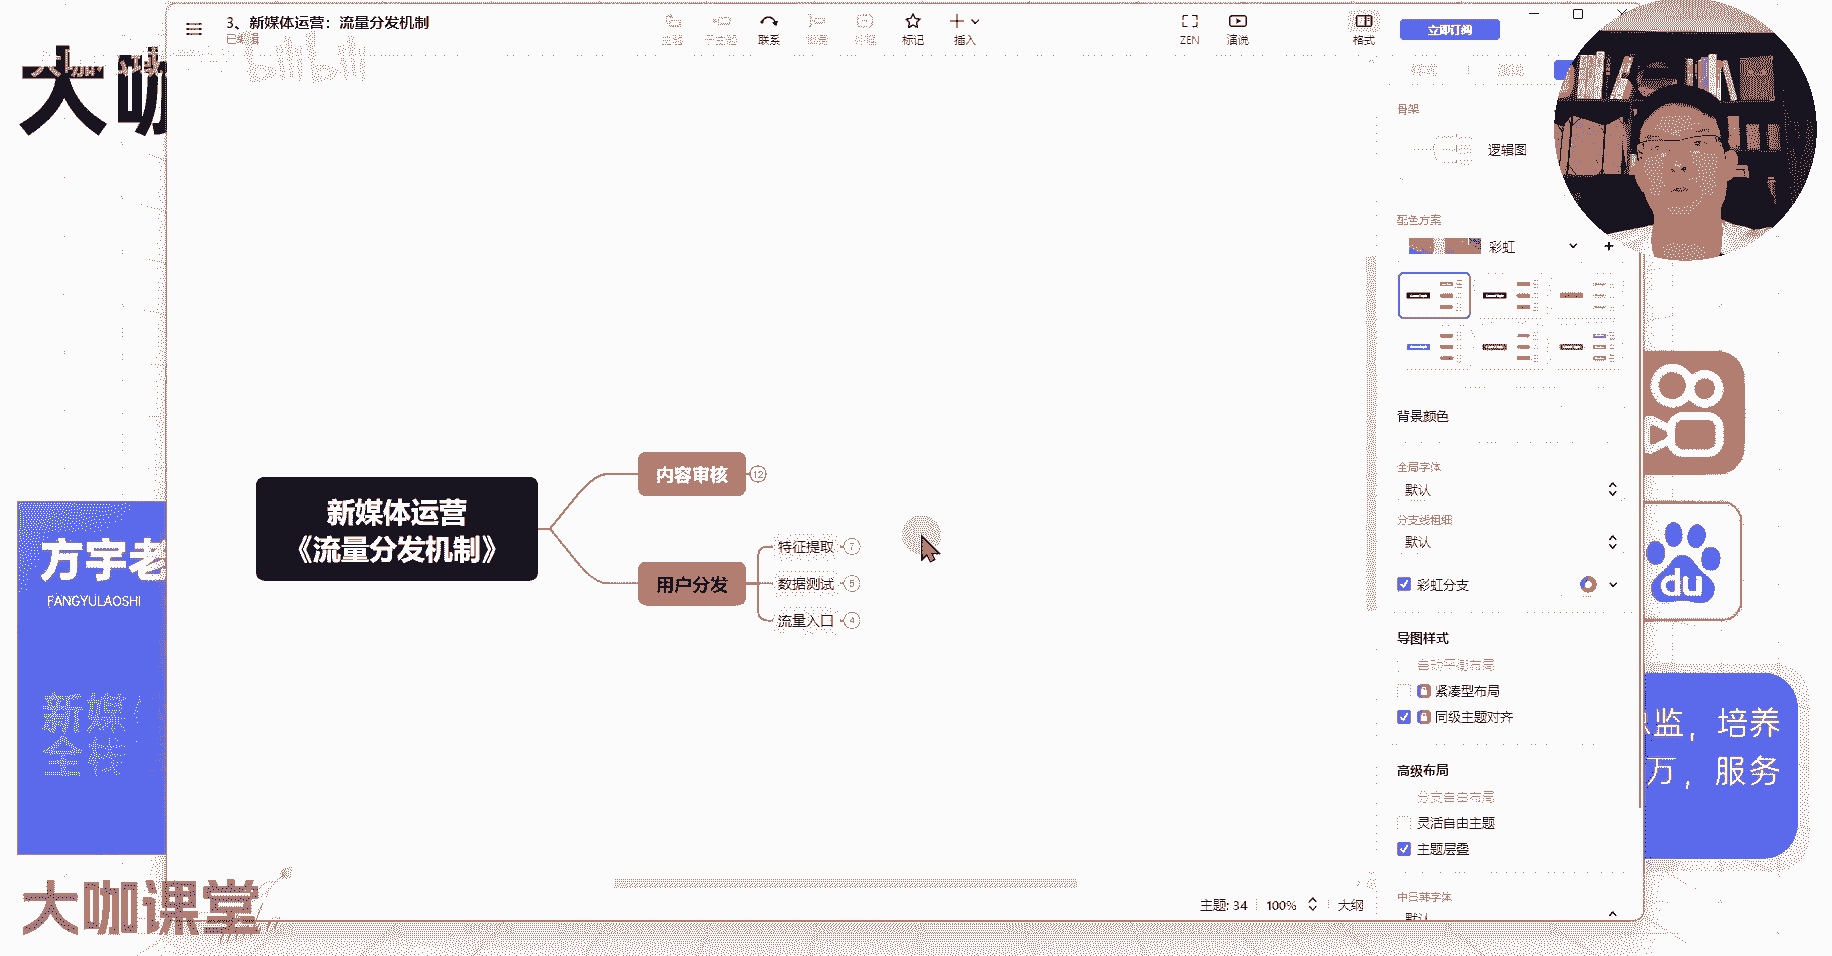 3、新媒体运营：流量分发机制
已编辑
主题
子主题
联系
概要
外框
标记
插入
ZEN
演说
格式
立即订阅
bilibili
大咖
骨架
逻辑图
配色方案
彩虹
背景颜色
全局字体
默认
分支线粗细
默认
彩虹分支
导图样式
自动平衡布局
紧凑型布局
同级主题对齐
高级布局
分支自由布局
灵活自由主题
主题层叠
中日韩字体
默认
新媒体运营
《流量分发机制》
内容审核
12
用户分发
特征提取
7
数据测试
5
流量入口
4
主题: 34
100%
大纲
方宇老
FANGYULAOSHI
新媒
全栈
大咖课堂
du
监，培养
万，服务